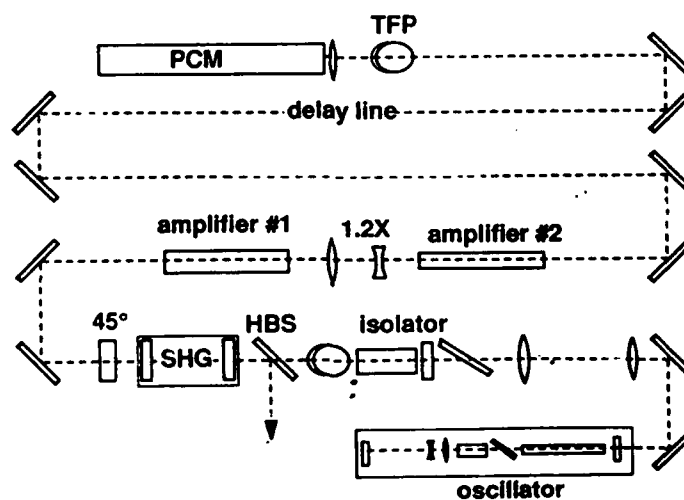 TFP
PCM
delay line
amplifier #1
1.2X
amplifier #2
45°
HBS
isolator
SHG
oscillator